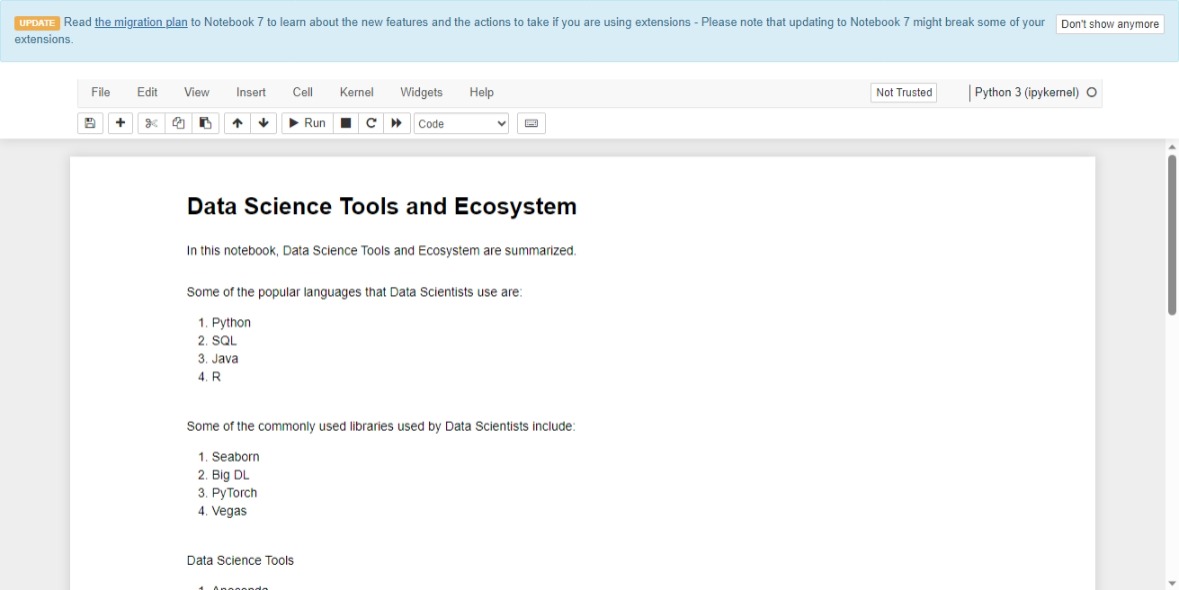 UPDATE Read the migration plan to Notebook 7 to learn about the new features and the actions to take if you are using extensions - Please note that updating to Notebook 7 might break some of your
extensions.
Don't show anymore
File Edit View Insert Cell Kernel Widgets Help
Not Trusted
Python 3 (ipykernel)
Run
Code
Data Science Tools and Ecosystem
In this notebook, Data Science Tools and Ecosystem are summarized.
Some of the popular languages that Data Scientists use are:
1. Python
2. SQL
3. Java
4. R
Some of the commonly used libraries used by Data Scientists include:
1. Seaborn
2. Big DL
3. PyTorch
4. Vegas
Data Science Tools
1. Anaconda